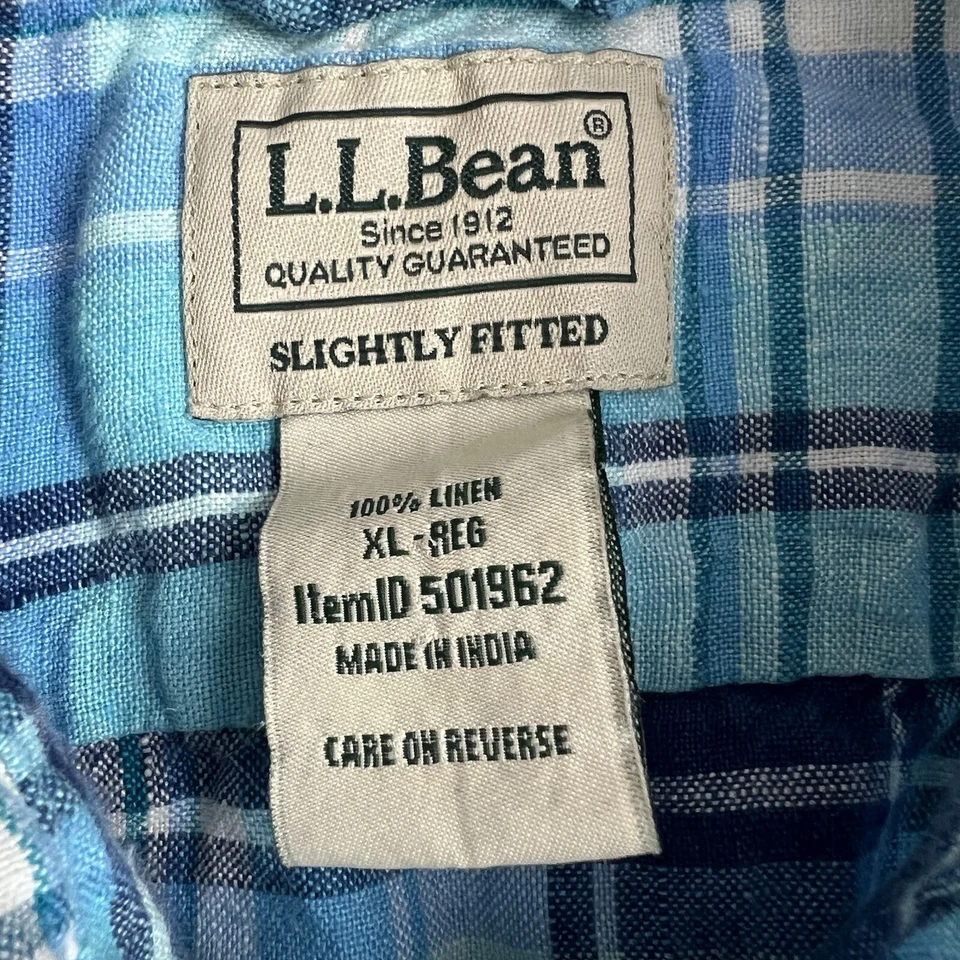 L.L.Bean®
Since 1912
QUALITY GUARANTEED
SLIGHTLY FITTED
100% LINEN
XL-REG
ItemID 501962
MADE IN INDIA
CARE ON REVERSE